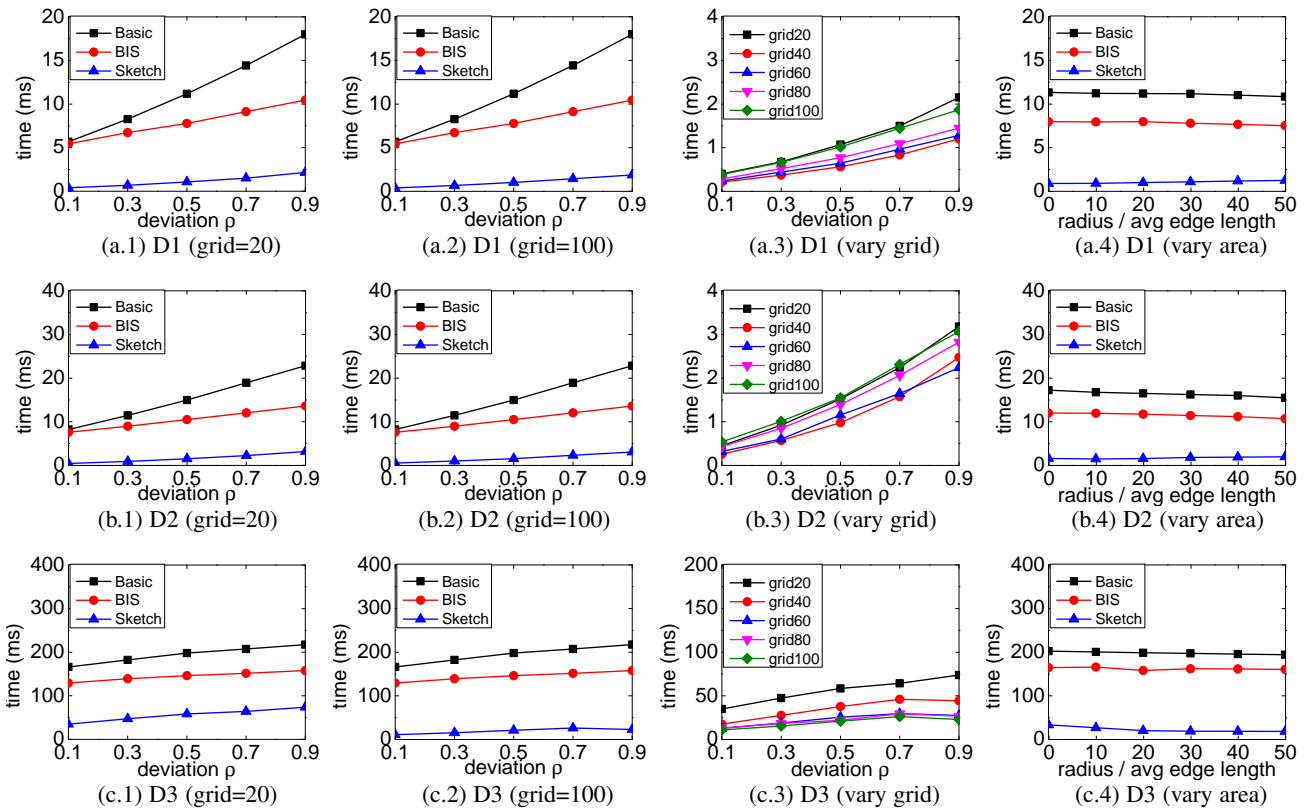 20
15
10
5
0
time (ms)
Basic
BIS
Sketch
0.1 0.3 0.5 0.7 0.9
deviation ρ
(a.1) D1 (grid=20)
20
15
10
5
0
time (ms)
Basic
BIS
Sketch
0.1 0.3 0.5 0.7 0.9
deviation ρ
(a.2) D1 (grid=100)
4
3
2
1
0
time (ms)
grid20
grid40
grid60
grid80
grid100
0.1 0.3 0.5 0.7 0.9
deviation ρ
(a.3) D1 (vary grid)
20
15
10
5
0
time (ms)
Basic
BIS
Sketch
0 10 20 30 40 50
radius / avg edge length
(a.4) D1 (vary area)
40
30
20
10
0
time (ms)
Basic
BIS
Sketch
0.1 0.3 0.5 0.7 0.9
deviation ρ
(b.1) D2 (grid=20)
40
30
20
10
0
time (ms)
Basic
BIS
Sketch
0.1 0.3 0.5 0.7 0.9
deviation ρ
(b.2) D2 (grid=100)
4
3
2
1
0
time (ms)
grid20
grid40
grid60
grid80
grid100
0.1 0.3 0.5 0.7 0.9
deviation ρ
(b.3) D2 (vary grid)
40
30
20
10
0
time (ms)
Basic
BIS
Sketch
0 10 20 30 40 50
radius / avg edge length
(b.4) D2 (vary area)
400
300
200
100
0
time (ms)
Basic
BIS
Sketch
0.1 0.3 0.5 0.7 0.9
deviation ρ
(c.1) D3 (grid=20)
400
300
200
100
0
time (ms)
Basic
BIS
Sketch
0.1 0.3 0.5 0.7 0.9
deviation ρ
(c.2) D3 (grid=100)
200
150
100
50
0
time (ms)
grid20
grid40
grid60
grid80
grid100
0.1 0.3 0.5 0.7 0.9
deviation ρ
(c.3) D3 (vary grid)
400
300
200
100
0
time (ms)
Basic
BIS
Sketch
0 10 20 30 40 50
radius / avg edge length
(c.4) D3 (vary area)